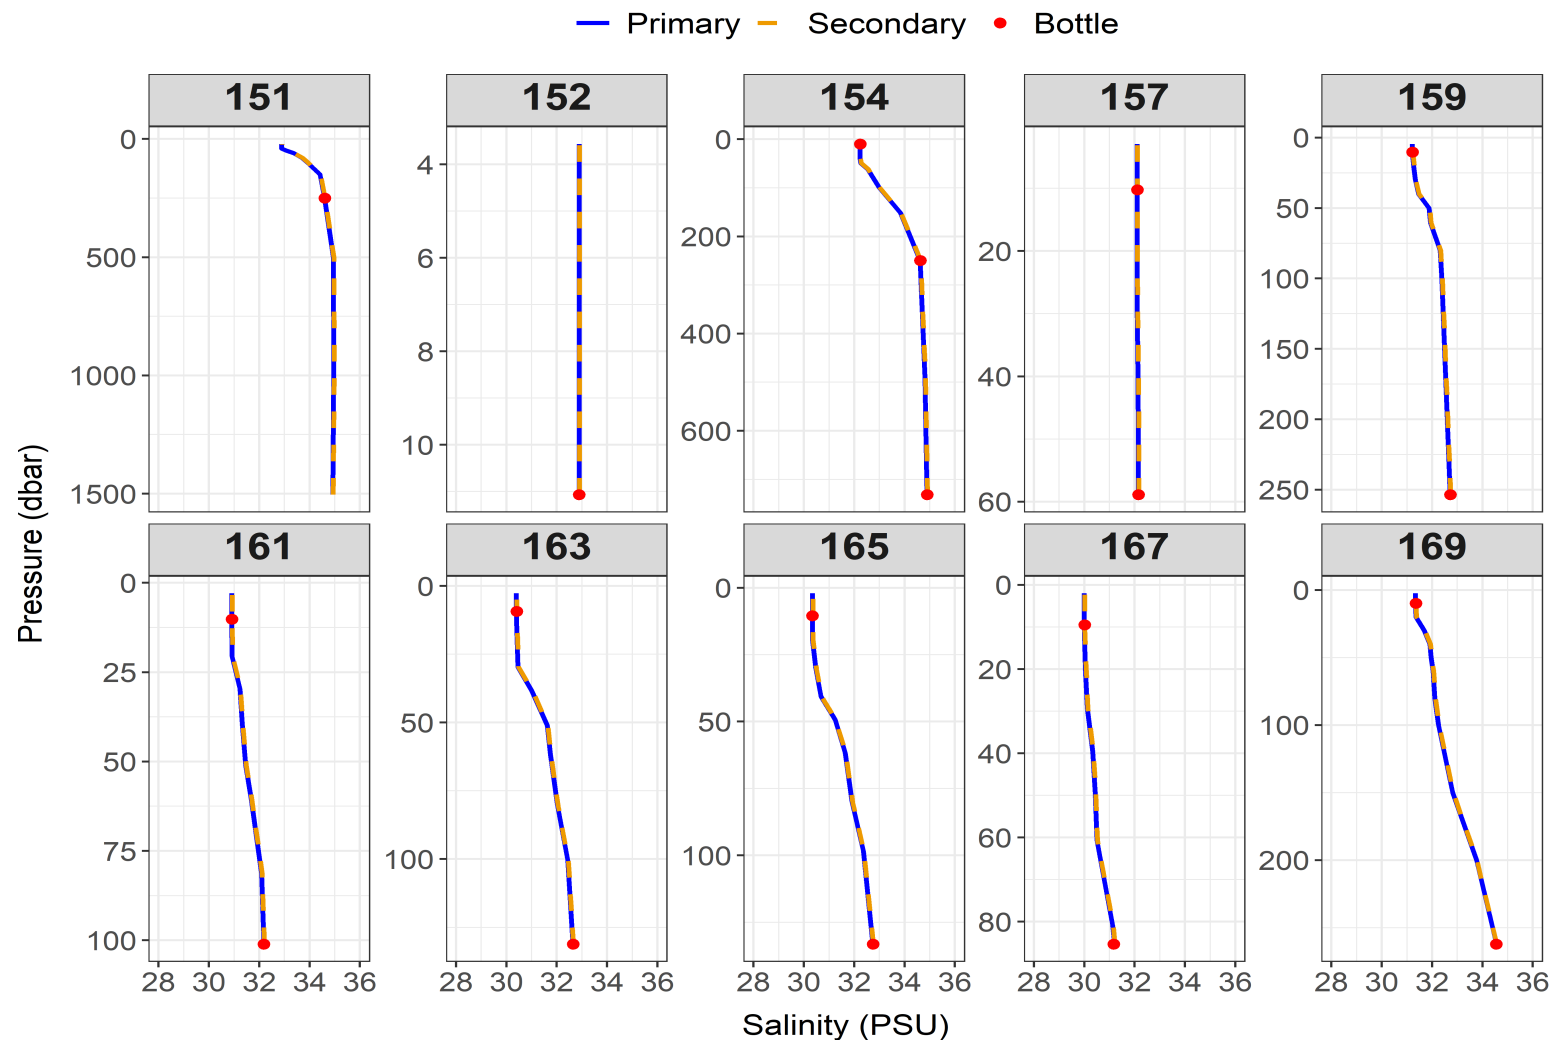 Primary Secondary Bottle
151 152 154 157 159
0 500 1000 1500
4 6 8 10
0 200 400 600
20 40 60
0 50 100 150 200 250
Pressure (dbar)
161 163 165 167 169
0 25 50 75 100
0 50 100
0 50 100
0 20 40 60 80
0 100 200
28 30 32 34 36 28 30 32 34 36 28 30 32 34 36 28 30 32 34 36 28 30 32 34 36
Salinity (PSU)